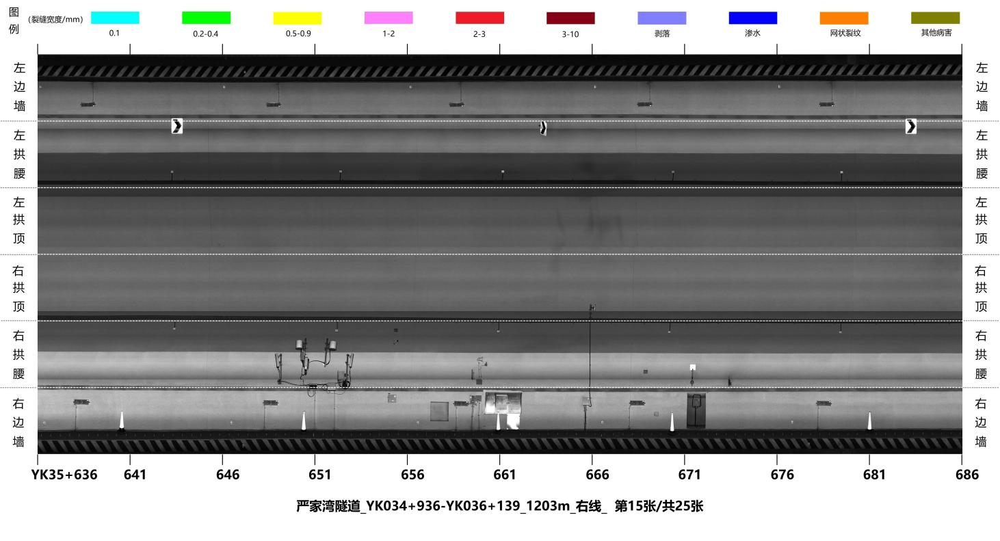 图例
(裂缝宽度/mm)
0.1
0.2-0.4
0.5-0.9
1-2
2-3
3-10
剥落
渗水
网状裂纹
其他病害
左边墙
左边墙
左拱腰
左拱腰
左拱顶
左拱顶
右拱顶
右拱顶
右拱腰
右拱腰
右边墙
右边墙
YK35+636 641 646 651 656 661 666 671 676 681 686
严家湾隧道_YK034+936-YK036+139_1203m_右线_ 第15张/共25张